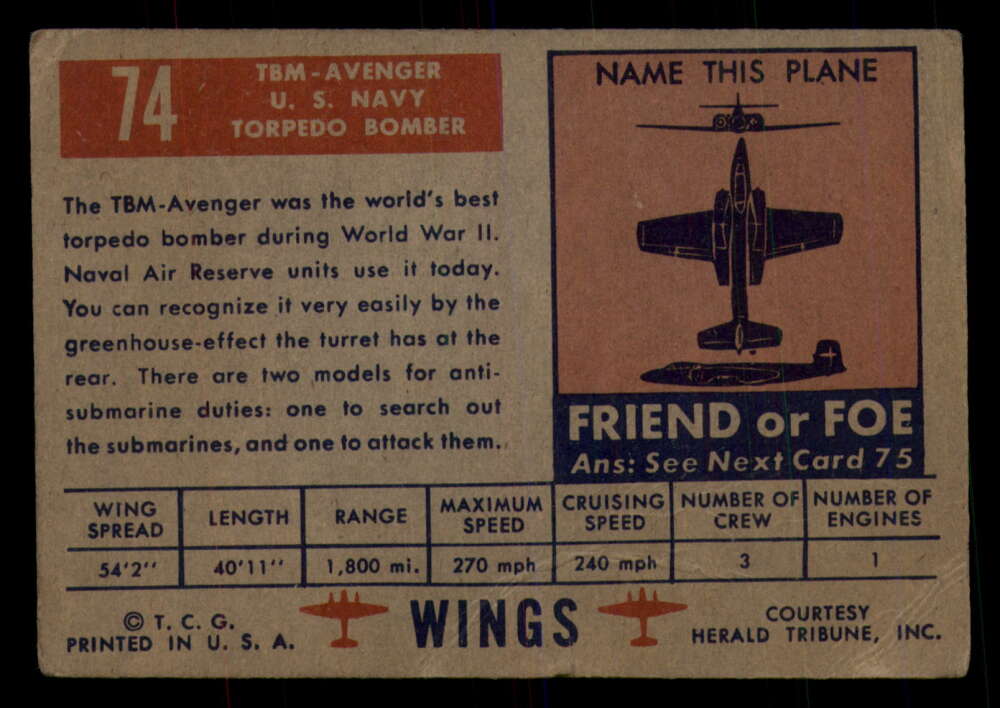 74
TBM-AVENGER
U. S. NAVY
TORPEDO BOMBER
The TBM-Avenger was the world's best
torpedo bomber during World War II.
Naval Air Reserve units use it today.
You can recognize it very easily by the
greenhouse-effect the turret has at the
rear. There are two models for anti-
submarine duties: one to search out
the submarines, and one to attack them.
NAME THIS PLANE
FRIEND or FOE
Ans: See Next Card 75
WING SPREAD LENGTH RANGE MAXIMUM SPEED CRUISING SPEED NUMBER OF CREW NUMBER OF ENGINES
54'2'' 40'11'' 1,800 mi. 270 mph 240 mph 3 1
© T. C. G.
PRINTED IN U. S. A.
WINGS
COURTESY
HERALD TRIBUNE, INC.